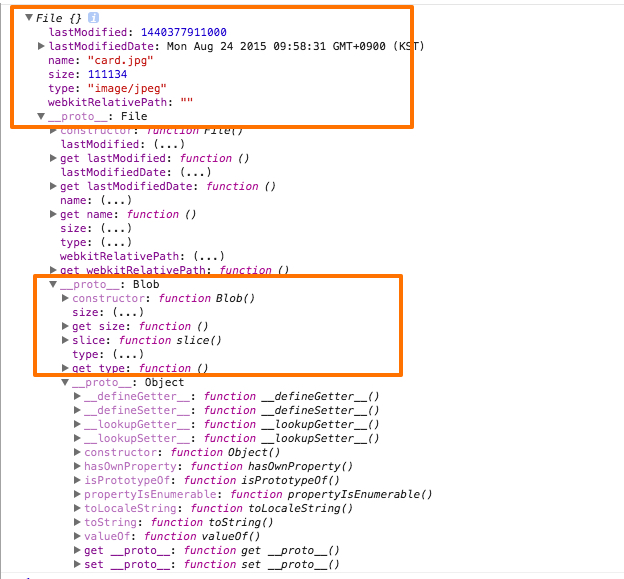 File {}
lastModified: 1440377911000
lastModifiedDate: Mon Aug 24 2015 09:58:31 GMT+0900 (KST)
name: "card.jpg"
size: 111134
type: "image/jpeg"
webkitRelativePath: ""
__proto__: File
constructor: function File()
lastModified: (...)
get lastModified: function ()
lastModifiedDate: (...)
get lastModifiedDate: function ()
name: (...)
get name: function ()
size: (...)
type: (...)
webkitRelativePath: (...)
get webkitRelativePath: function ()
__proto__: Blob
constructor: function Blob()
size: (...)
get size: function ()
slice: function slice()
type: (...)
get type: function ()
__proto__: Object
__defineGetter__: function __defineGetter__()
__defineSetter__: function __defineSetter__()
__lookupGetter__: function __lookupGetter__()
__lookupSetter__: function __lookupSetter__()
constructor: function Object()
hasOwnProperty: function hasOwnProperty()
isPrototypeOf: function isPrototypeOf()
propertyIsEnumerable: function propertyIsEnumerable()
toLocaleString: function toLocaleString()
toString: function toString()
valueOf: function valueOf()
get __proto__: function get __proto__()
set __proto__: function set __proto__()